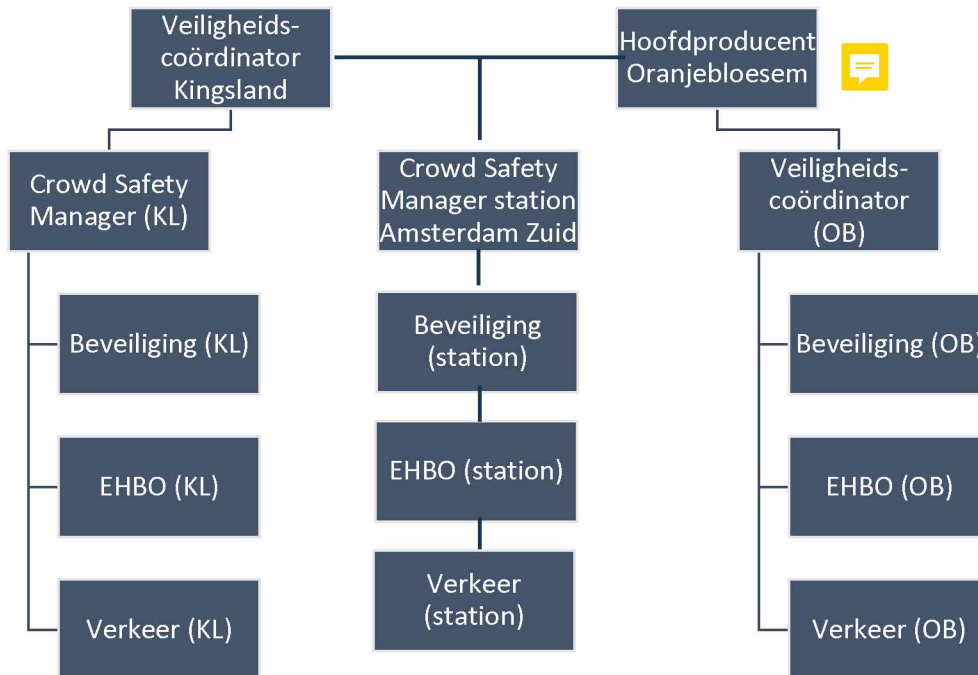 Veiligheids-
coördinator
Kingsland
Hoofdproducent
Oranjebloesem
Crowd Safety
Manager (KL)
Crowd Safety
Manager station
Amsterdam Zuid
Veiligheids-
coördinator
(OB)
Beveiliging (KL)
Beveiliging
(station)
Beveiliging (OB)
EHBO (KL)
EHBO (station)
EHBO (OB)
Verkeer (KL)
Verkeer
(station)
Verkeer (OB)